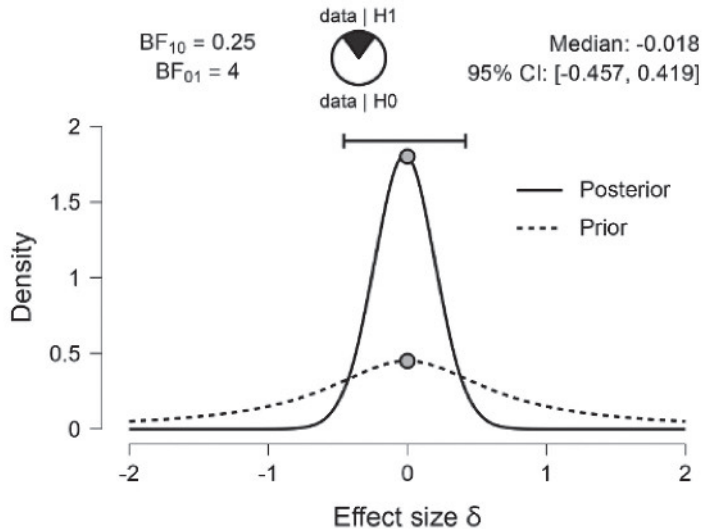 data | H1
BF₁₀ = 0.25
BF₀₁ = 4
data | H0
Median: -0.018
95% CI: [-0.457, 0.419]
2
1.5
1
0.5
0
Density
Posterior
Prior
-2
-1
0
1
2
Effect size δ